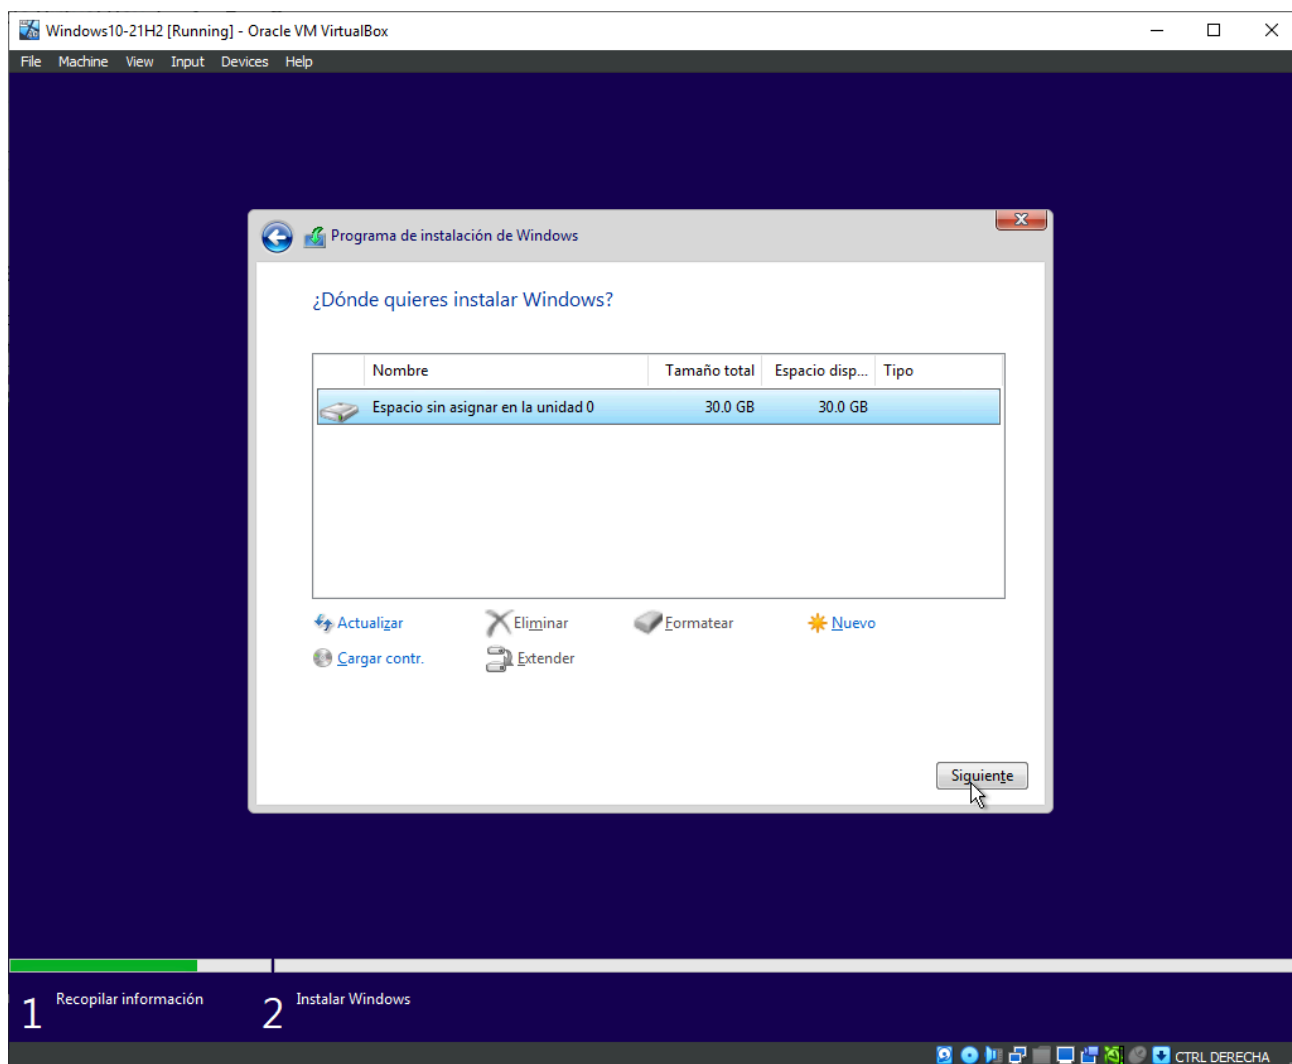 Windows10-21H2 [Running] - Oracle VM VirtualBox
File Machine View Input Devices Help
Programa de instalación de Windows
¿Dónde quieres instalar Windows?
Nombre Tamaño total Espacio disp... Tipo
Espacio sin asignar en la unidad 0 30.0 GB 30.0 GB
Actualizar Eliminar Formatear Nuevo
Cargar contr. Extender
Siguiente
1 Recopilar información 2 Instalar Windows
CTRL DERECHA